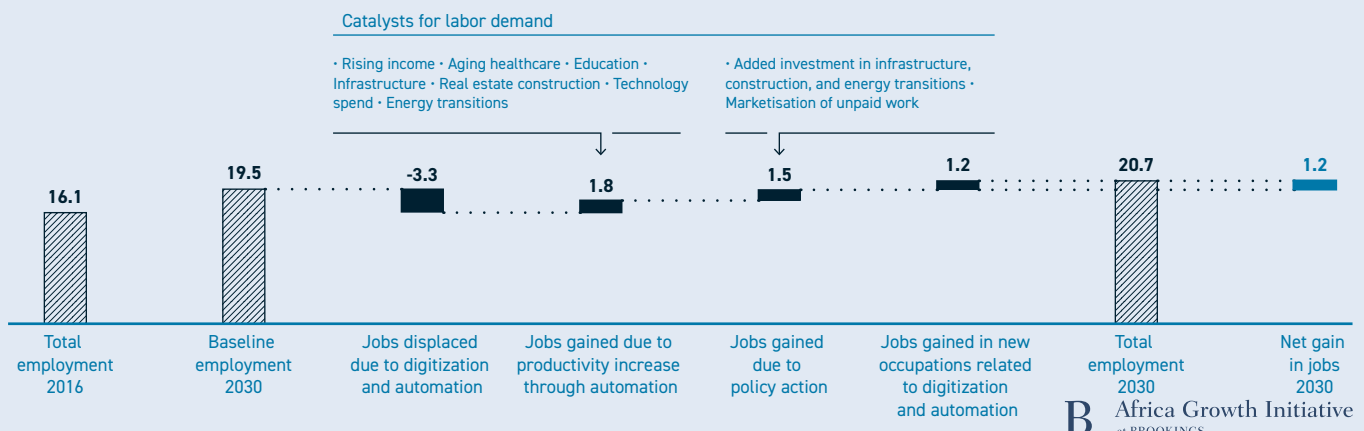 Catalysts for labor demand
· Rising income · Aging healthcare · Education ·
Infrastructure · Real estate construction · Technology
spend · Energy transitions
· Added investment in infrastructure,
construction, and energy transitions ·
Marketisation of unpaid work
16.1
19.5
-3.3
1.8
1.5
1.2
20.7
1.2
Total
employment
2016
Baseline
employment
2030
Jobs displaced
due to digitization
and automation
Jobs gained due to
productivity increase
through automation
Jobs gained
due to
policy action
Jobs gained in new
occupations related
to digitization
and automation
Total
employment
2030
Net gain
in jobs
2030
B
Africa Growth Initiative
at BROOKINGS